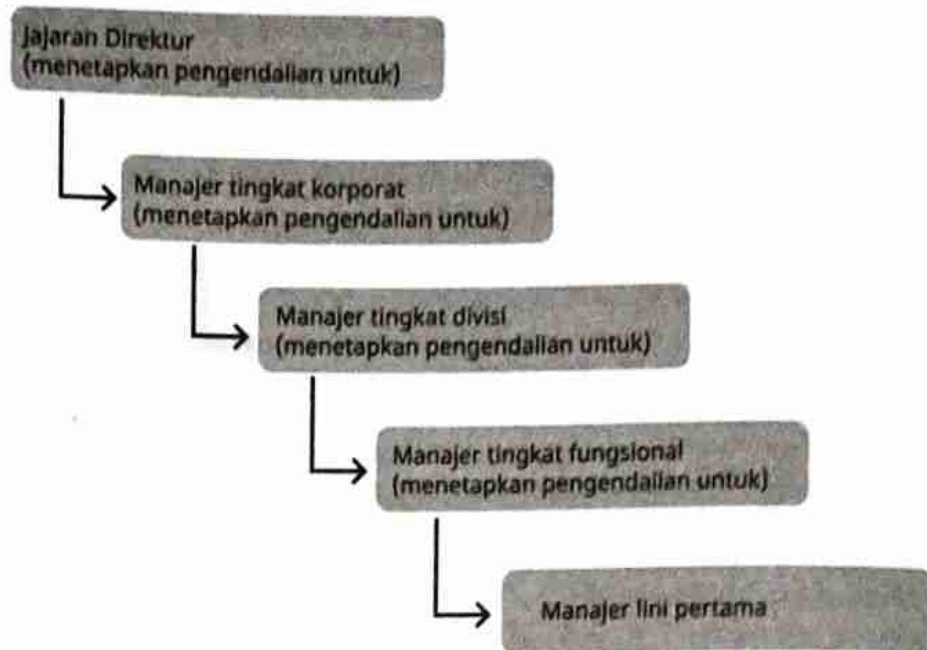 Jajaran Direktur
(menetapkan pengendalian untuk)
Manajer tingkat korporat
(menetapkan pengendalian untuk)
Manajer tingkat divisi
(menetapkan pengendalian untuk)
Manajer tingkat fungsional
(menetapkan pengendalian untuk)
Manajer lini pertama